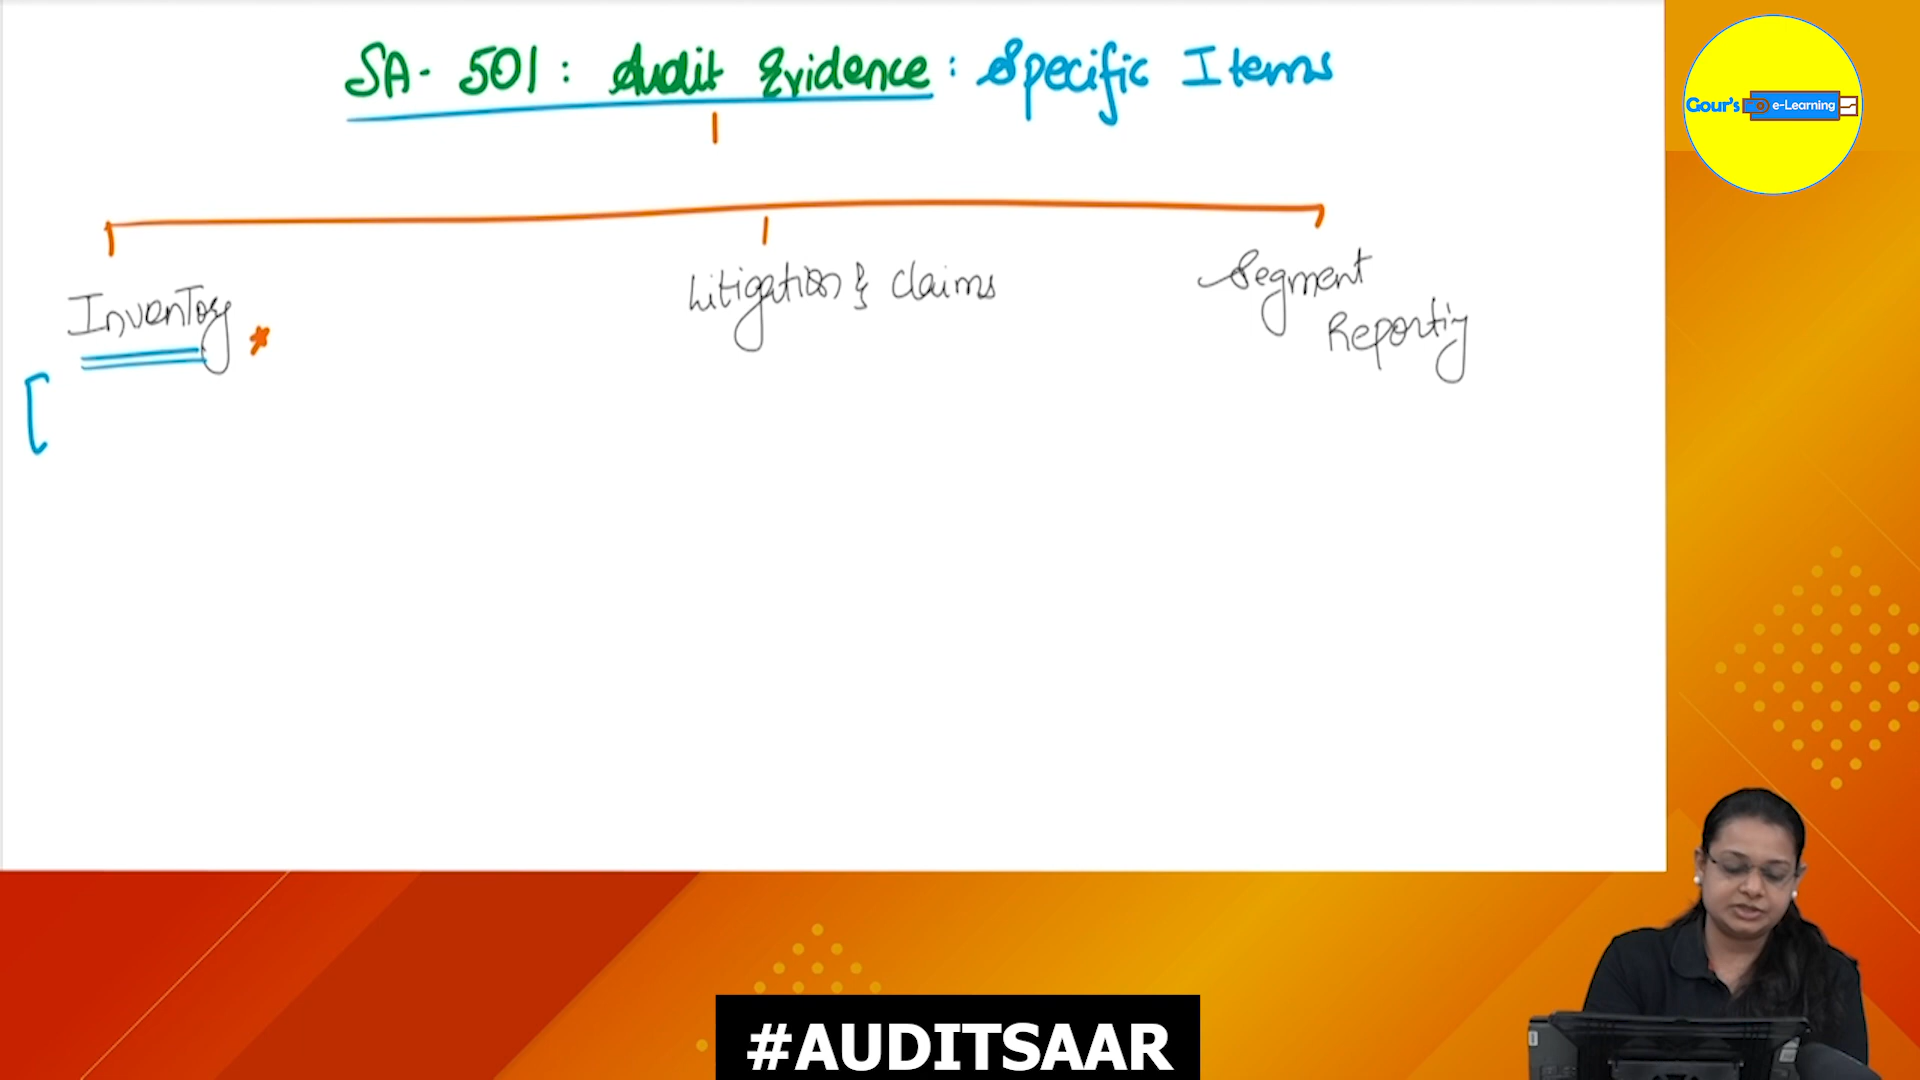 SA- 501 : Audit Evidence : Specific Items
Inventory
Litigation & Claims
Segment
Reporting
Gour's e-Learning
#AUDITSAAR